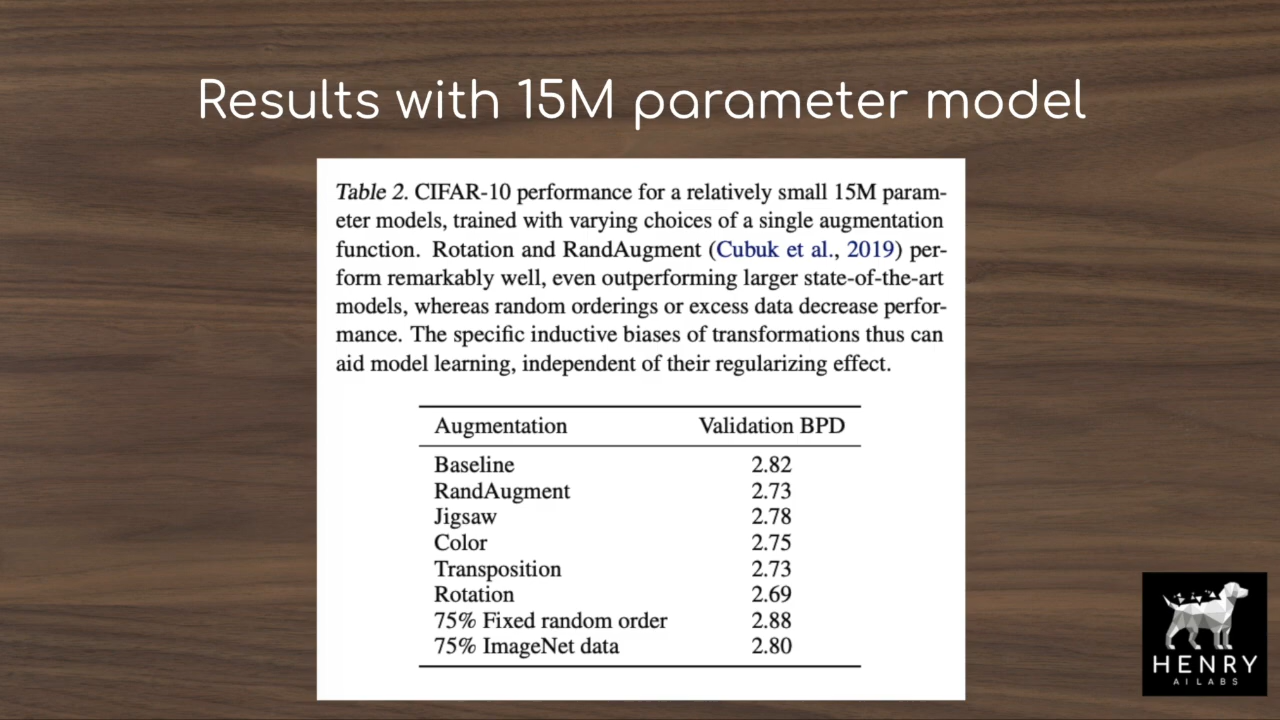 Results with 15M parameter model
Table 2. CIFAR-10 performance for a relatively small 15M param-
eter models, trained with varying choices of a single augmentation
function. Rotation and RandAugment (Cubuk et al., 2019) per-
form remarkably well, even outperforming larger state-of-the-art
models, whereas random orderings or excess data decrease perfor-
mance. The specific inductive biases of transformations thus can
aid model learning, independent of their regularizing effect.
Augmentation Validation BPD
Baseline 2.82
RandAugment 2.73
Jigsaw 2.78
Color 2.75
Transposition 2.73
Rotation 2.69
75% Fixed random order 2.88
75% ImageNet data 2.80
HENRY
AI LABS